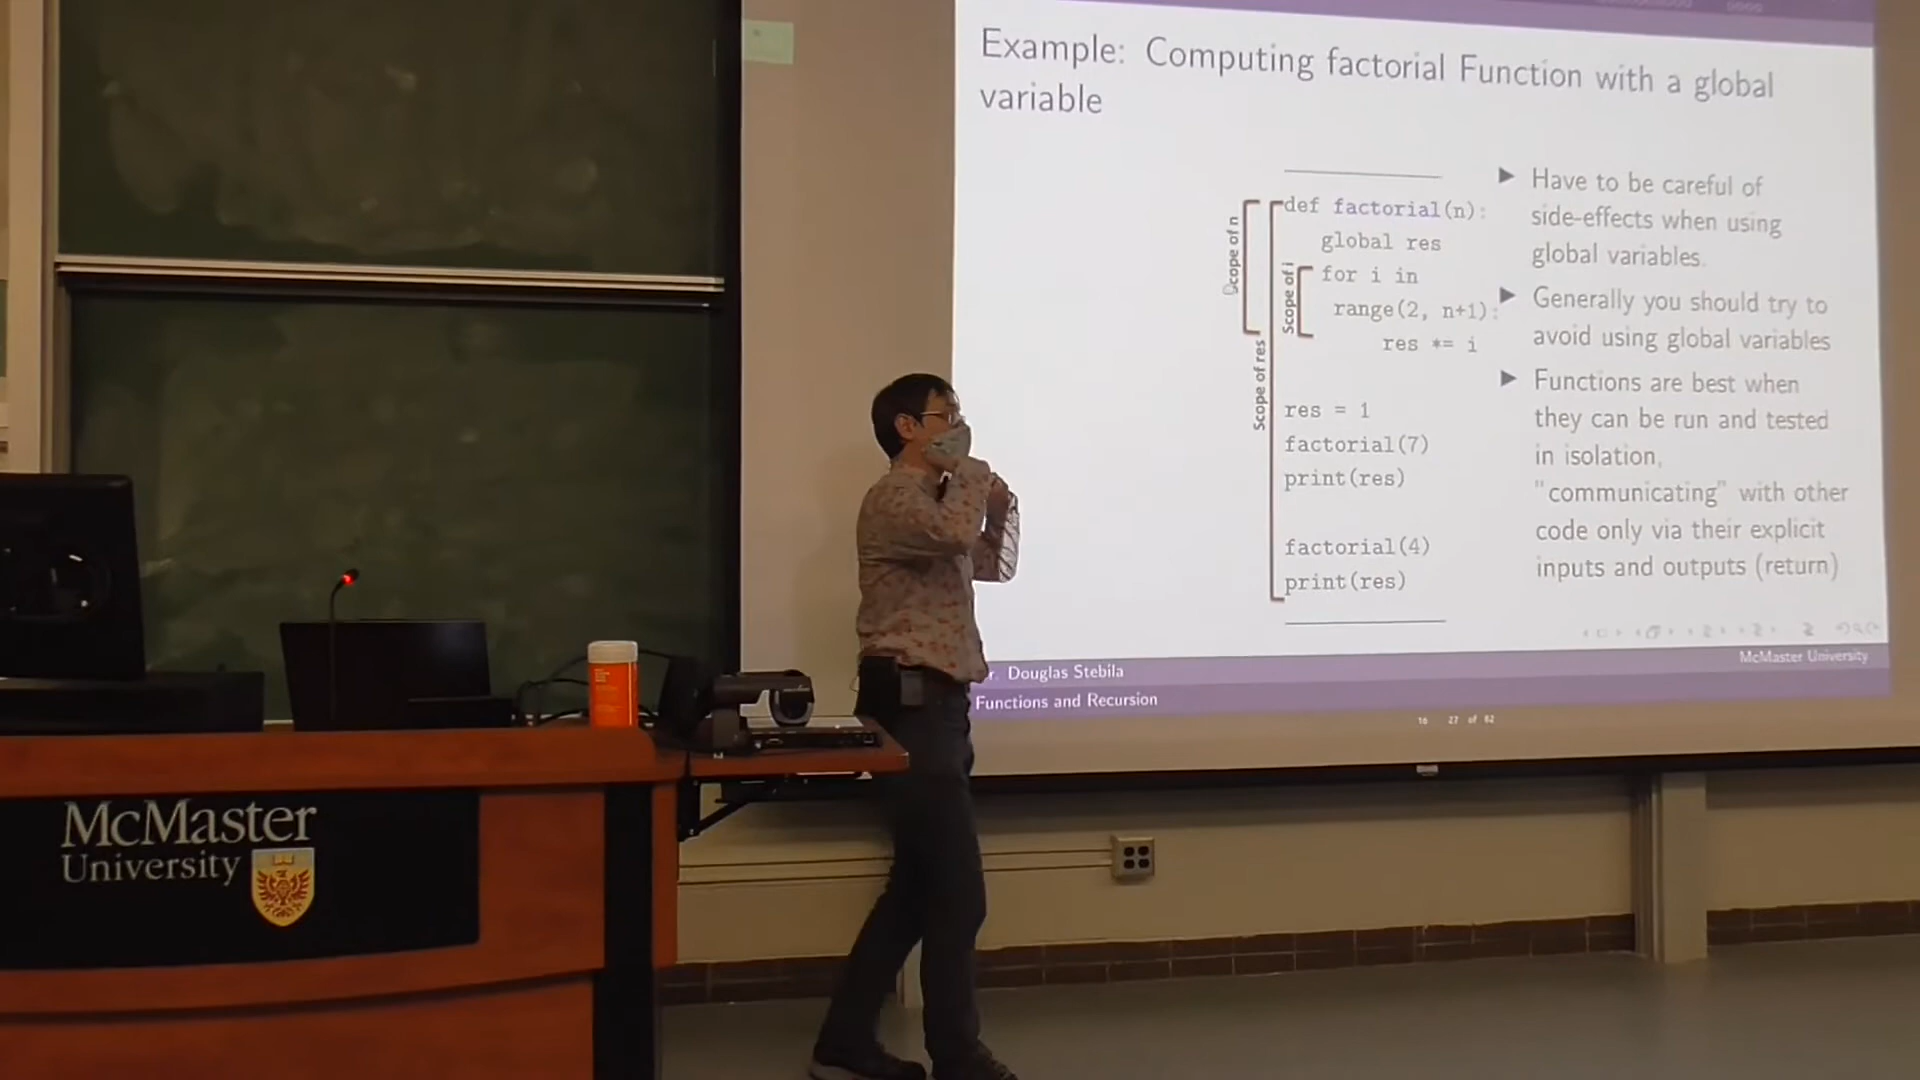 Example: Computing factorial Function with a global
variable
Scope of n
Scope of i
Scope of res
def factorial(n):
global res
for i in
range(2, n+1):
res *= i
res = 1
factorial(7)
print(res)
factorial(4)
print(res)
▶ Have to be careful of
side-effects when using
global variables.
▶ Generally you should try to
avoid using global variables
▶ Functions are best when
they can be run and tested
in isolation,
"communicating" with other
code only via their explicit
inputs and outputs (return)
r. Douglas Stebila
McMaster University
Functions and Recursion
16 27 of 62
McMaster
University